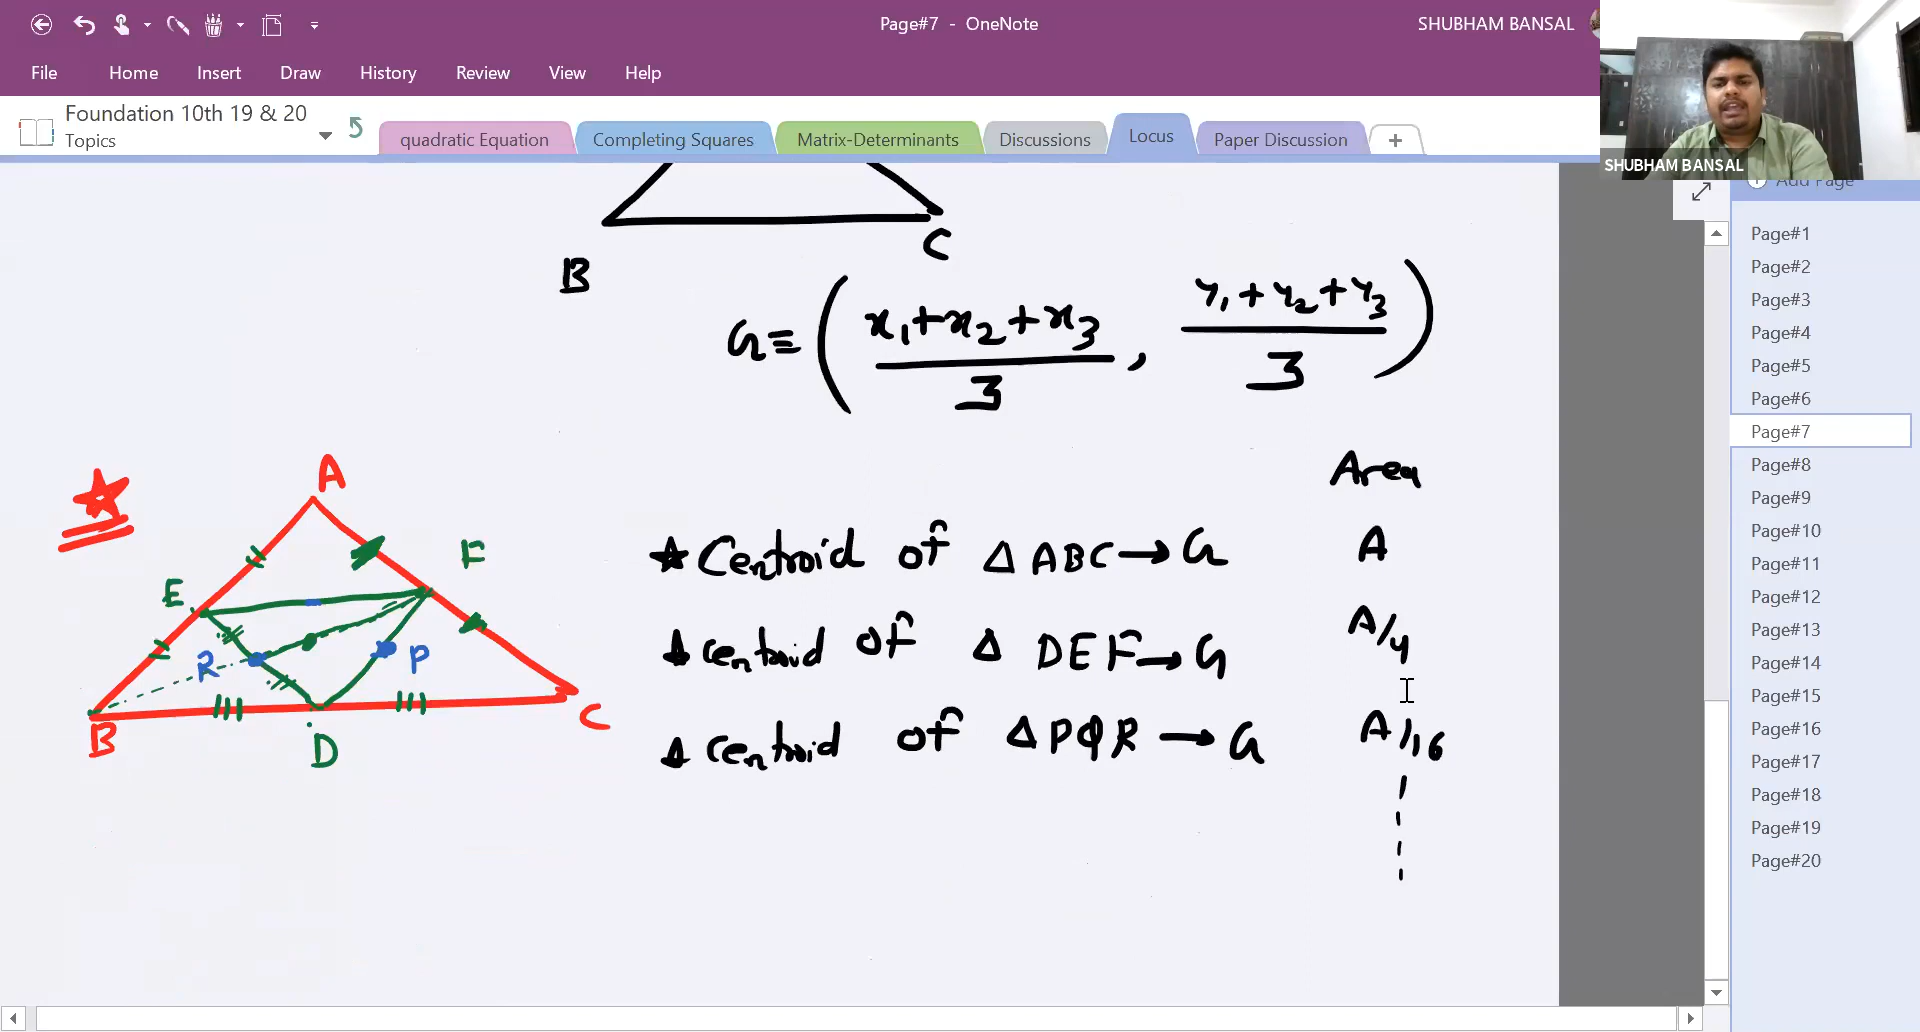 Page#7 - OneNote
SHUBHAM BANSAL
File Home Insert Draw History Review View Help
Foundation 10th 19 & 20
Topics
quadratic Equation
Completing Squares
Matrix-Determinants
Discussions
Locus
Paper Discussion
+
SHUBHAM BANSAL
Add Page
Page#1
Page#2
Page#3
Page#4
Page#5
Page#6
Page#7
Page#8
Page#9
Page#10
Page#11
Page#12
Page#13
Page#14
Page#15
Page#16
Page#17
Page#18
Page#19
Page#20
B C
G ≡ ( x₁+x₂+x₃ / 3 , y₁+y₂+y₃ / 3 )
A
E F
R P
B D C
Area
★ Centroid of Δ ABC → G A
★ centroid of Δ DEF → G A/4
★ centroid of Δ PQR → G A/16